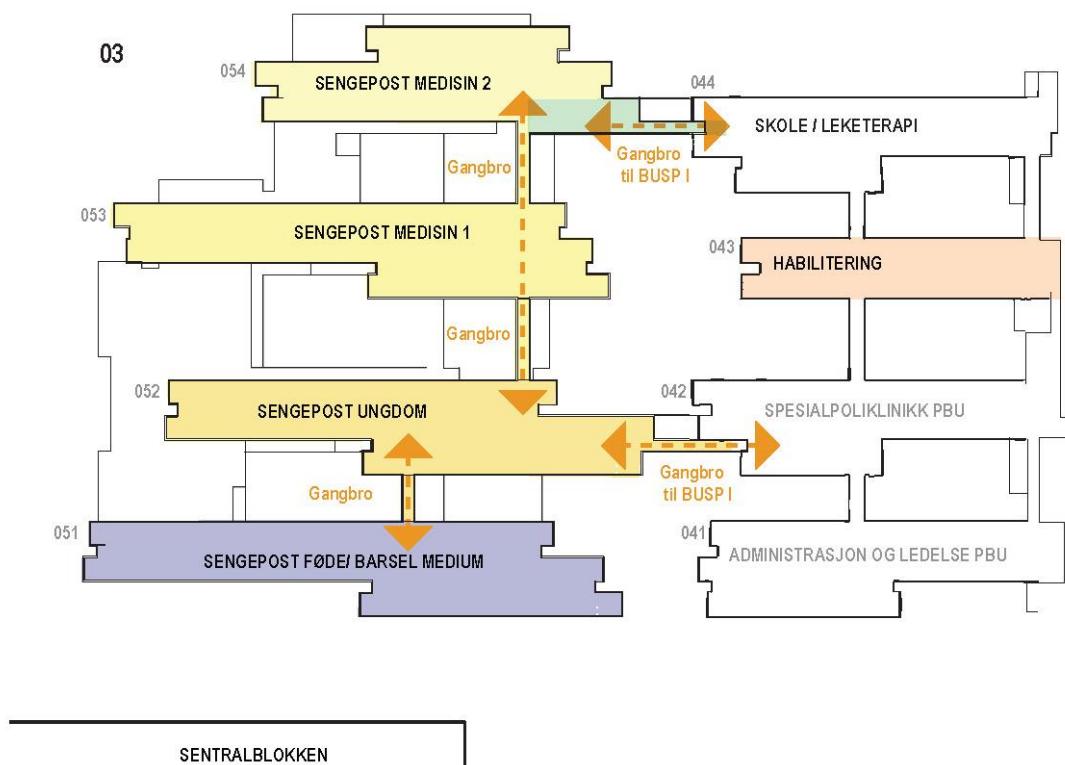 03
054
SENGEPOST MEDISIN 2
044
SKOLE / LEKETERAPI
Gangbro
Gangbro
til BUSP I
053
SENGEPOST MEDISIN 1
043
HABILITERING
Gangbro
052
SENGEPOST UNGDOM
042
SPESIALPOLIKLINIKK PBU
Gangbro
Gangbro
til BUSP I
051
SENGEPOST FØDE/ BARSEL MEDIUM
041
ADMINISTRASJON OG LEDELSE PBU
SENTRALBLOKKEN